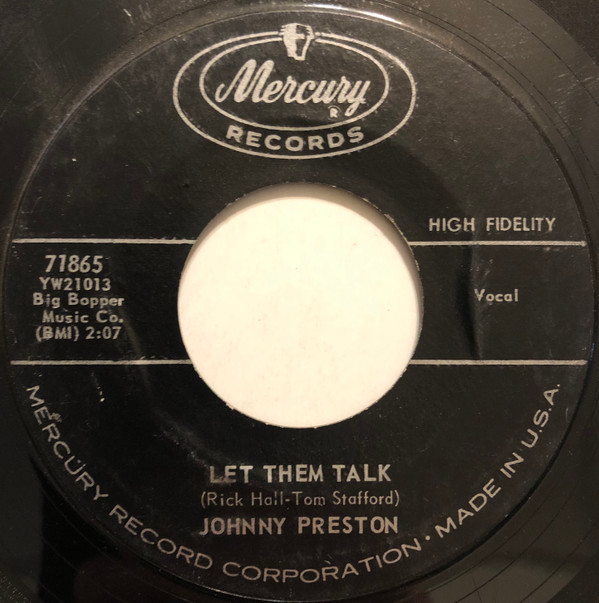 Mercury
®
RECORDS
HIGH FIDELITY
71865
YW21013
Big Bopper
Music Co.
(BMI) 2:07
Vocal
LET THEM TALK
(Rick Hall-Tom Stafford)
JOHNNY PRESTON
MERCURY RECORD CORPORATION • MADE IN U.S.A.